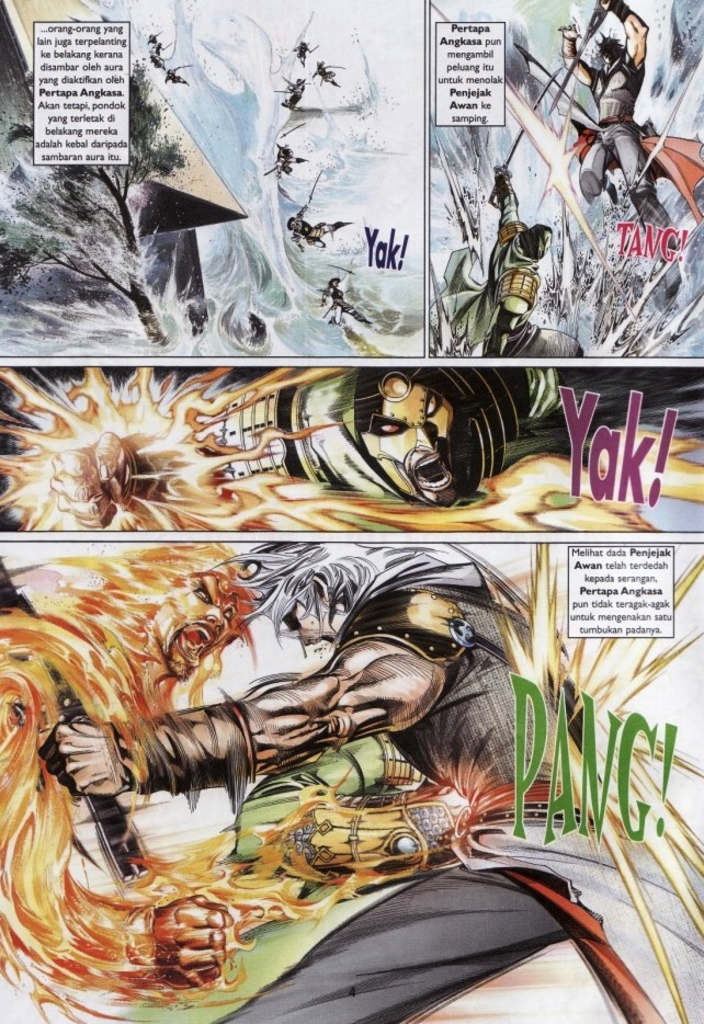 ...orang-orang yang
lain juga terpelanting
ke belakang kerana
disambar oleh aura
yang diaktifkan oleh
Pertapa Angkasa.
Akan tetapi, pondok
yang terletak di
belakang mereka
adalah kebal daripada
sambaran aura itu.
Yak!
Pertapa
Angkasa pun
mengambil
peluang itu
untuk menolak
Penjejak
Awan ke
samping.
TANG!
Yak!
Melihat dada Penjejak
Awan telah terdedah
kepada serangan,
Pertapa Angkasa
pun tidak teragak-agak
untuk mengenakan satu
tumbukan padanya.
PANG!
4